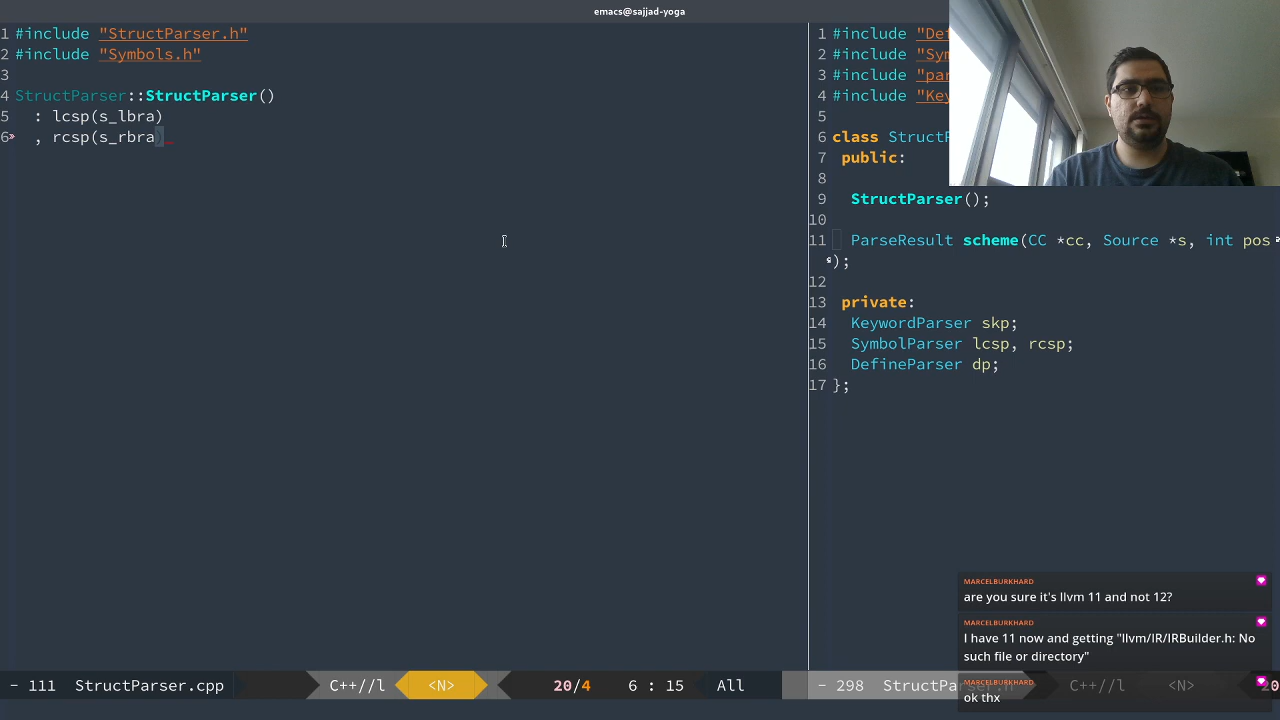 emacs@sajjad-yoga
1 #include "StructParser.h"
2 #include "Symbols.h"
3
4 StructParser::StructParser()
5 : lcsp(s_lbra)
6 , rcsp(s_rbra)
- 111 StructParser.cpp C++//l <N> 20/4 6 : 15 All
1 #include "De
2 #include "Sy
3 #include "par
4 #include "Key
5
6 class StructP
7 public:
8
9 StructParser();
10
11 ParseResult scheme(CC *cc, Source *s, int pos
);
12
13 private:
14 KeywordParser skp;
15 SymbolParser lcsp, rcsp;
16 DefineParser dp;
17 };
MARCELBURKHARD
are you sure it's llvm 11 and not 12?
MARCELBURKHARD
I have 11 now and getting "llvm/IR/IRBuilder.h: No
such file or directory"
MARCELBURKHARD
ok thx
- 298 StructParser.h C++//l <N> 20